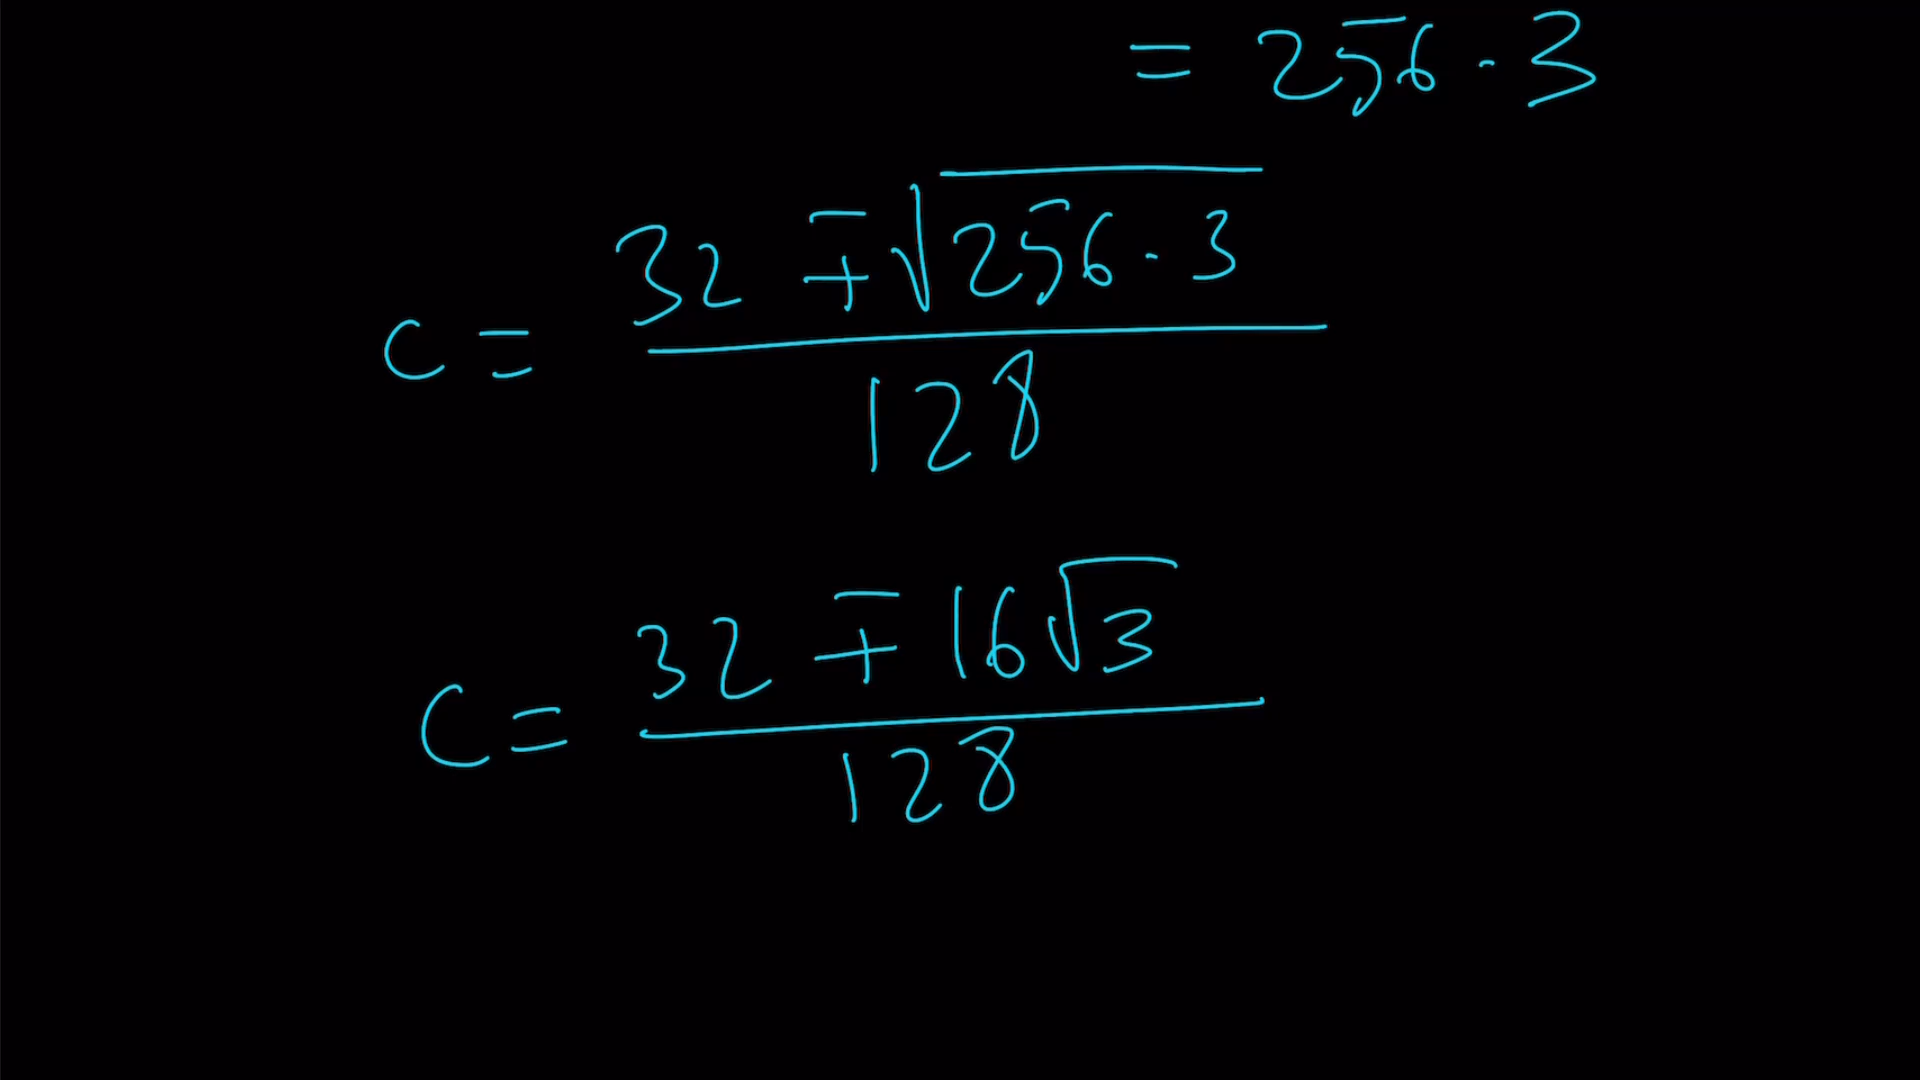 = 256 · 3
c = (32 ∓ √(256 · 3)) / 128
c = (32 ∓ 16√3) / 128